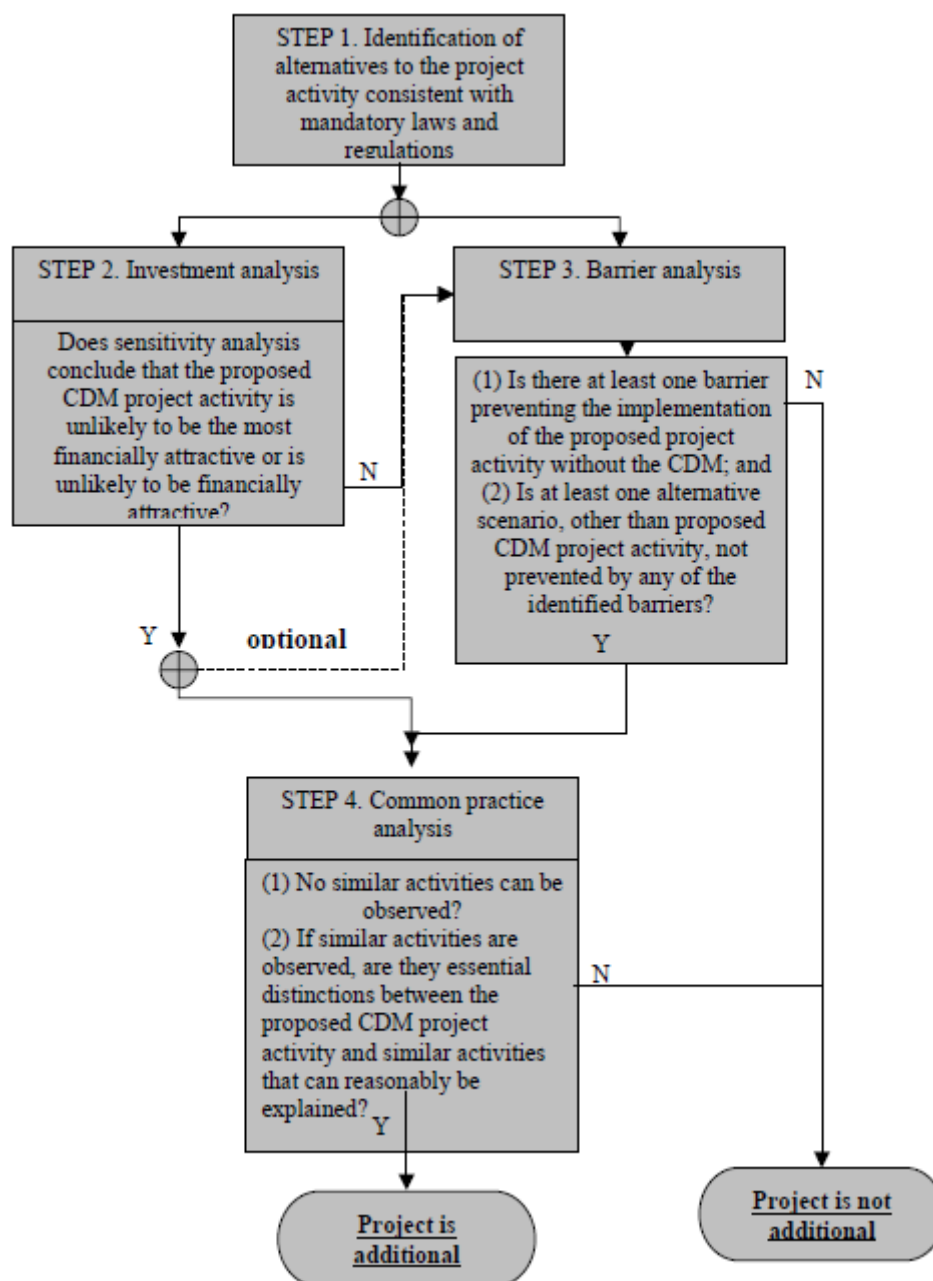 STEP 1. Identification of
alternatives to the project
activity consistent with
mandatory laws and
regulations
STEP 2. Investment analysis
Does sensitivity analysis
conclude that the proposed
CDM project activity is
unlikely to be the most
financially attractive or is
unlikely to be financially
attractive?
N
Y
optional
STEP 3. Barrier analysis
(1) Is there at least one barrier
preventing the implementation
of the proposed project
activity without the CDM; and
(2) Is at least one alternative
scenario, other than proposed
CDM project activity, not
prevented by any of the
identified barriers?
N
Y
STEP 4. Common practice
analysis
(1) No similar activities can be
observed?
(2) If similar activities are
observed, are they essential
distinctions between the
proposed CDM project
activity and similar activities
that can reasonably be
explained?
N
Y
Project is
additional
Project is not
additional